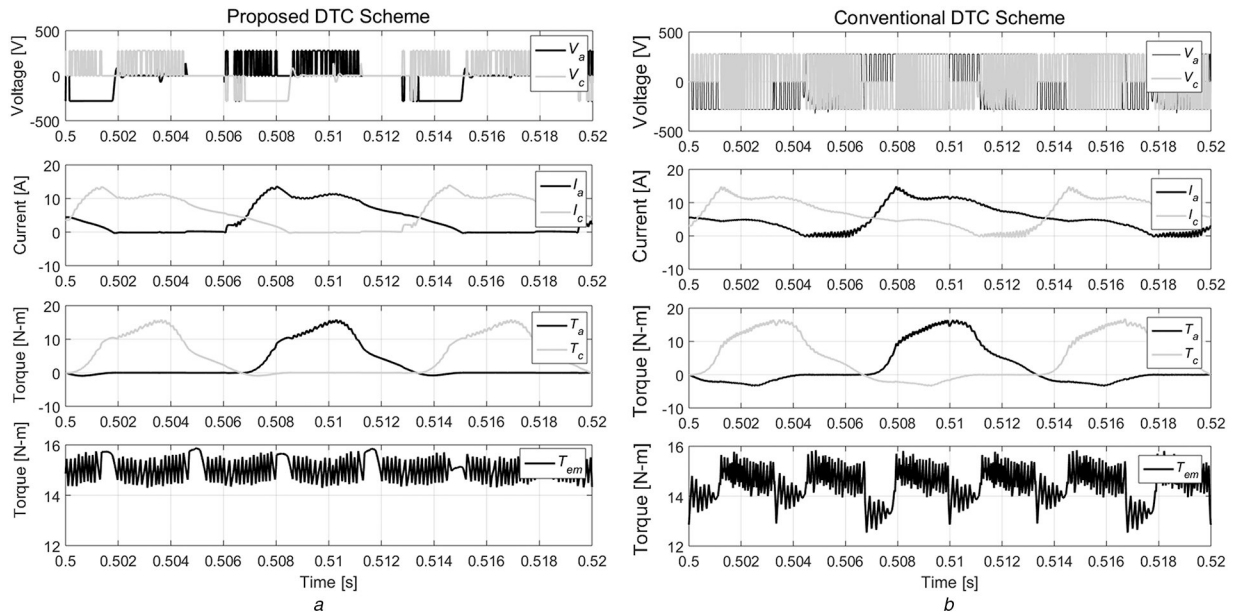 Proposed DTC Scheme
Voltage [V]
500
0
-500
V_a
V_c
0.5 0.502 0.504 0.506 0.508 0.51 0.512 0.514 0.516 0.518 0.52
Current [A]
20
10
0
-10
I_a
I_c
0.5 0.502 0.504 0.506 0.508 0.51 0.512 0.514 0.516 0.518 0.52
Torque [N-m]
20
10
0
-10
T_a
T_c
0.5 0.502 0.504 0.506 0.508 0.51 0.512 0.514 0.516 0.518 0.52
Torque [N-m]
16
14
12
T_em
0.5 0.502 0.504 0.506 0.508 0.51 0.512 0.514 0.516 0.518 0.52
Time [s]
a
Conventional DTC Scheme
Voltage [V]
500
0
-500
V_a
V_c
0.5 0.502 0.504 0.506 0.508 0.51 0.512 0.514 0.516 0.518 0.52
Current [A]
20
10
0
-10
I_a
I_c
0.5 0.502 0.504 0.506 0.508 0.51 0.512 0.514 0.516 0.518 0.52
Torque [N-m]
20
10
0
-10
T_a
T_c
0.5 0.502 0.504 0.506 0.508 0.51 0.512 0.514 0.516 0.518 0.52
Torque [N-m]
16
14
12
T_em
0.5 0.502 0.504 0.506 0.508 0.51 0.512 0.514 0.516 0.518 0.52
Time [s]
b